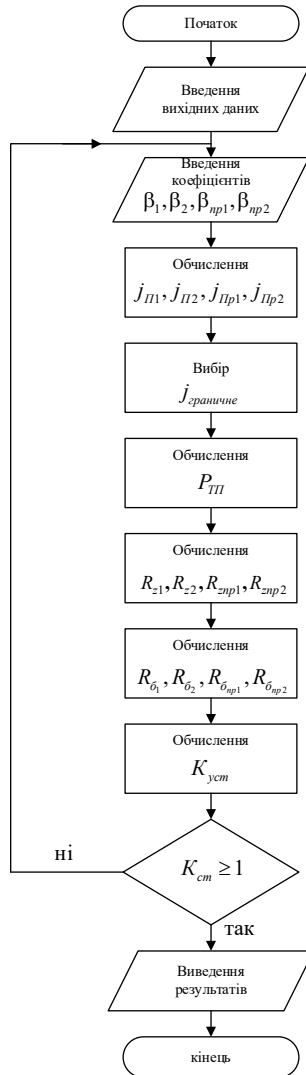 Початок
Введення
вихідних даних
Введення
коефіцієнтів
β₁, β₂, βпр1, βпр2
Обчислення
jП1, jП2, jПр1, jПр2
Вибір
jграничне
Обчислення
PТП
Обчислення
Rz1, Rz2, Rzпр1, Rzпр2
Обчислення
Rб₁, Rб₂, Rбпр1, Rбпр2
Обчислення
Kуст
ні
Kст ≥ 1
так
Виведення
результатів
кінець